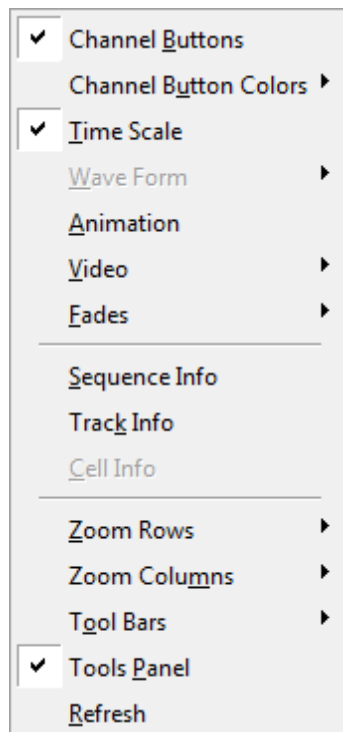 Channel Buttons
Channel Button Colors
Time Scale
Wave Form
Animation
Video
Fades
Sequence Info
Track Info
Cell Info
Zoom Rows
Zoom Columns
Tool Bars
Tools Panel
Refresh